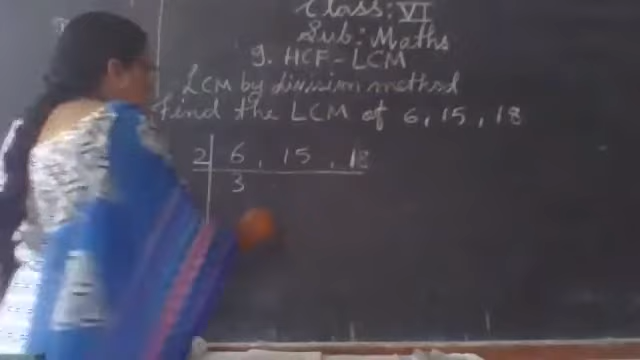 Class: VI
Sub: Maths
9. HCF - LCM
LCM by division method
Find the LCM of 6, 15, 18
2 6, 15, 18
3